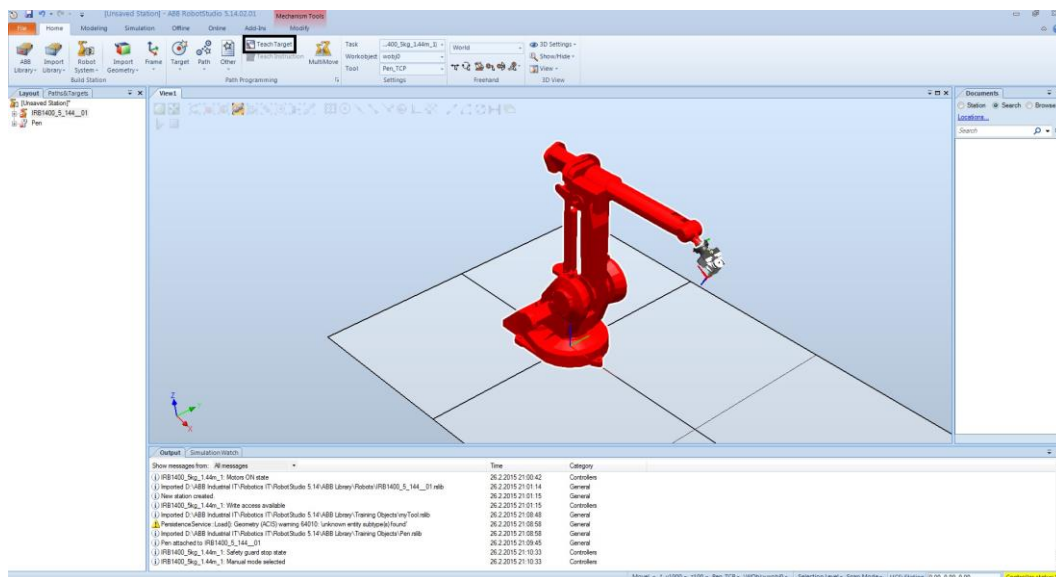 [Unsaved Station] - ABB RobotStudio 5.14.02.01
Mechanism Tools
File Home Modeling Simulation Offline Online Add-Ins Modify
ABB Library
Import Library
Robot System
Import Geometry
Frame
Target
Path
Other
Teach Target
Teach Instruction
MultiMove
Task ...400_5kg_1.44m_1)
Workobject wobj0
Tool Pen_TCP
World
3D Settings
Show/Hide
View
Build Station
Path Programming
Settings
Freehand
3D View
Layout Paths&Targets
[Unsaved Station]*
IRB1400_5_144__01
Pen
View1
Z
Y
X
Documents
Station Search Browse
Locations...
Search
Output Simulation Watch
Show messages from: All messages Time Category
IRB1400_5kg_1.44m_1: Motors ON state 26.2.2015 21:00:42 Controllers
Imported D:\ABB Industrial IT\Robotics IT\RobotStudio 5.14\ABB Library\Robots\IRB1400_5_144__01.rslib 26.2.2015 21:01:14 General
New station created 26.2.2015 21:01:15 General
IRB1400_5kg_1.44m_1: Write access available 26.2.2015 21:01:15 Controllers
Imported D:\ABB Industrial IT\Robotics IT\RobotStudio 5.14\ABB Library\Training Objects\myTool.rslib 26.2.2015 21:08:48 General
PersistenceService::Load(): Geometry (ACIS) warning 64010: 'unknown entity subtype(s) found' 26.2.2015 21:08:58 General
Imported D:\ABB Industrial IT\Robotics IT\RobotStudio 5.14\ABB Library\Training Objects\Pen.rslib 26.2.2015 21:08:58 General
Pen attached to IRB1400_5_144__01 26.2.2015 21:09:45 General
IRB1400_5kg_1.44m_1: Safety guard stop state 26.2.2015 21:10:33 Controllers
IRB1400_5kg_1.44m_1: Manual mode selected 26.2.2015 21:10:33 Controllers